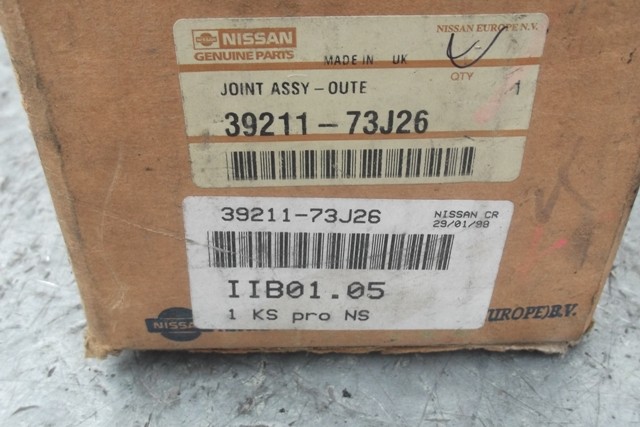 NISSAN
GENUINE PARTS
NISSAN EUROPE N.V.
MADE IN UK
QTY
JOINT ASSY-OUTE 1
39211-73J26
39211-73J26
NISSAN CR
29/01/98
IIB01.05
1 KS pro NS
NISSAN
EUROPE)B.V.